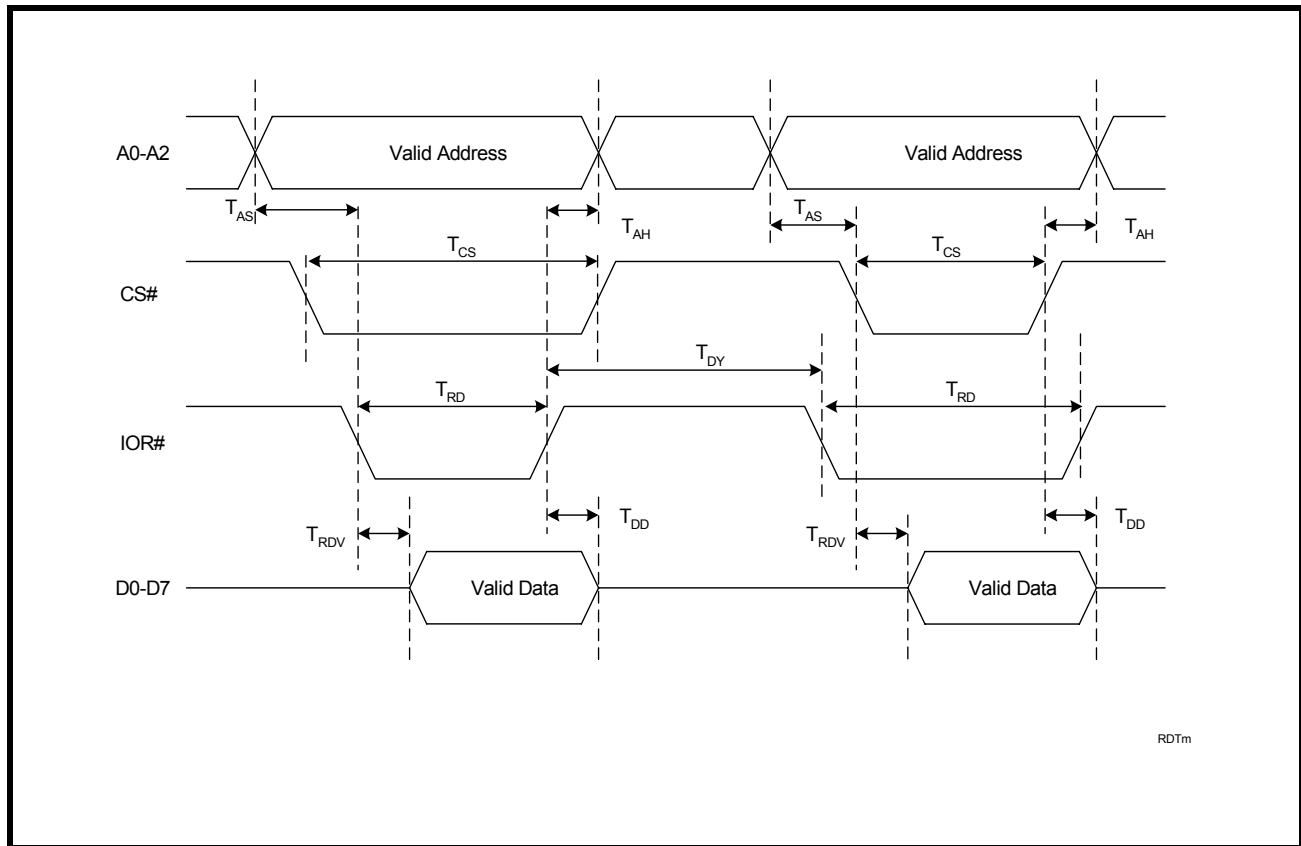 A0-A2 Valid Address Valid Address
TAS TAH TAS TAH
TCS TCS
CS#
TDY
TRD TRD
IOR#
TRDV TDD TRDV TDD
D0-D7 Valid Data Valid Data
RDTm